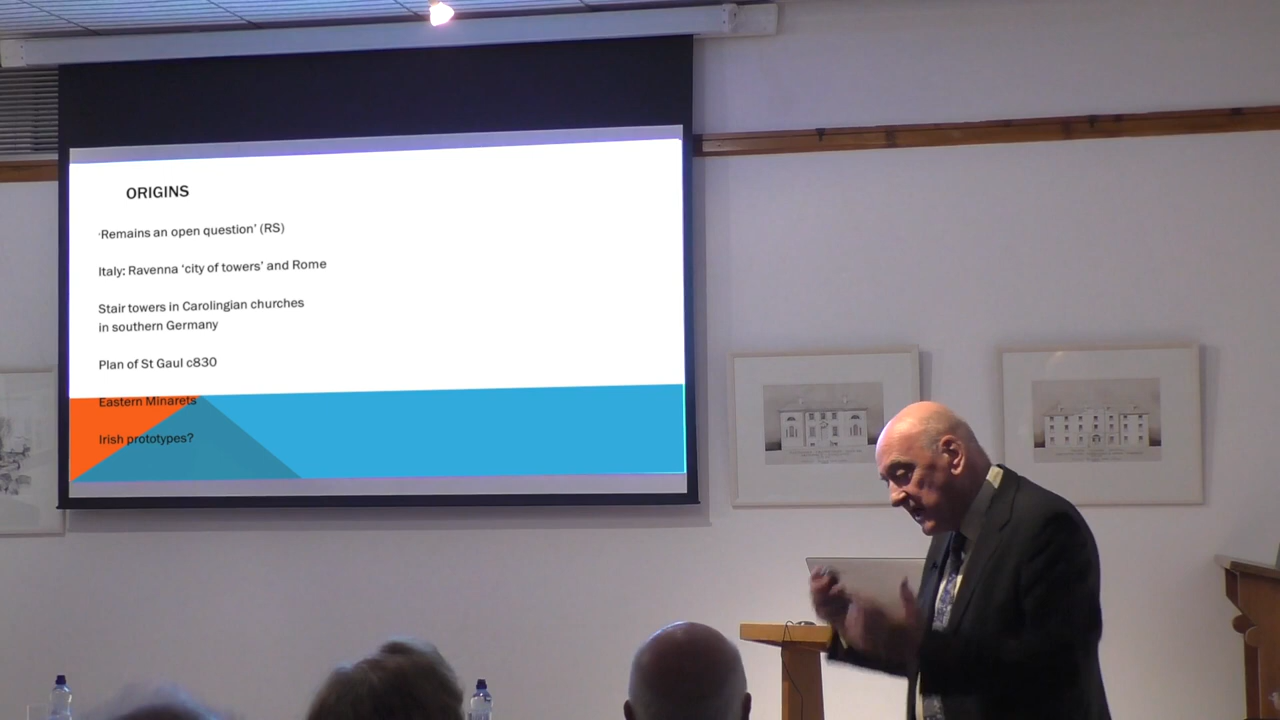 ORIGINS
‘Remains an open question’ (RS)
Italy: Ravenna ‘city of towers’ and Rome
Stair towers in Carolingian churches
in southern Germany
Plan of St Gaul c830
Eastern Minarets
Irish prototypes?